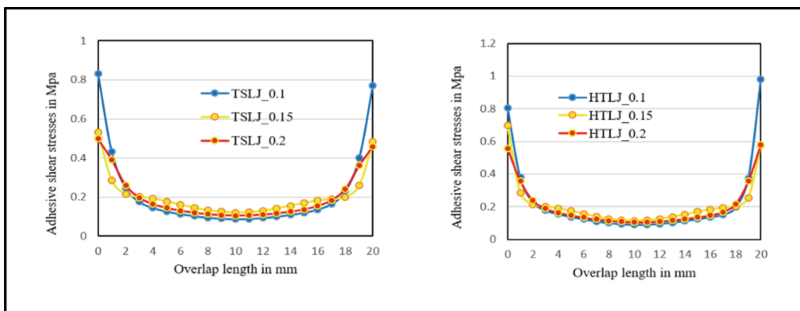 Adhesive shear stresses in Mpa
1
0.8
0.6
0.4
0.2
0
TSLJ_0.1
TSLJ_0.15
TSLJ_0.2
0 2 4 6 8 10 12 14 16 18 20
Overlap length in mm
Adhesive shear stresses in Mpa
1.2
1
0.8
0.6
0.4
0.2
0
HTLJ_0.1
HTLJ_0.15
HTLJ_0.2
0 2 4 6 8 10 12 14 16 18 20
Overlap length in mm